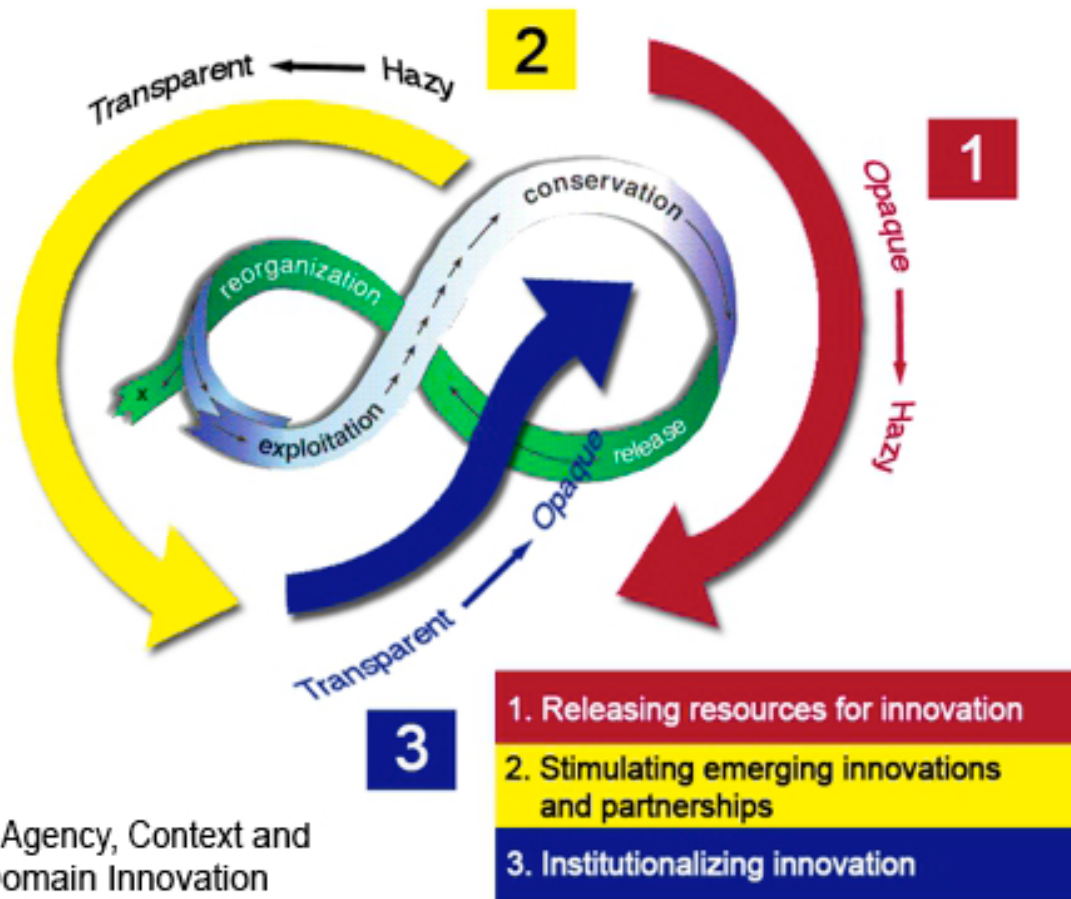 2
Transparent
Hazy
1
Opaque
Hazy
conservation
reorganization
x
exploitation
release
Transparent
Opaque
3
1. Releasing resources for innovation
2. Stimulating emerging innovations
and partnerships
3. Institutionalizing innovation
Agency, Context and
omain Innovation